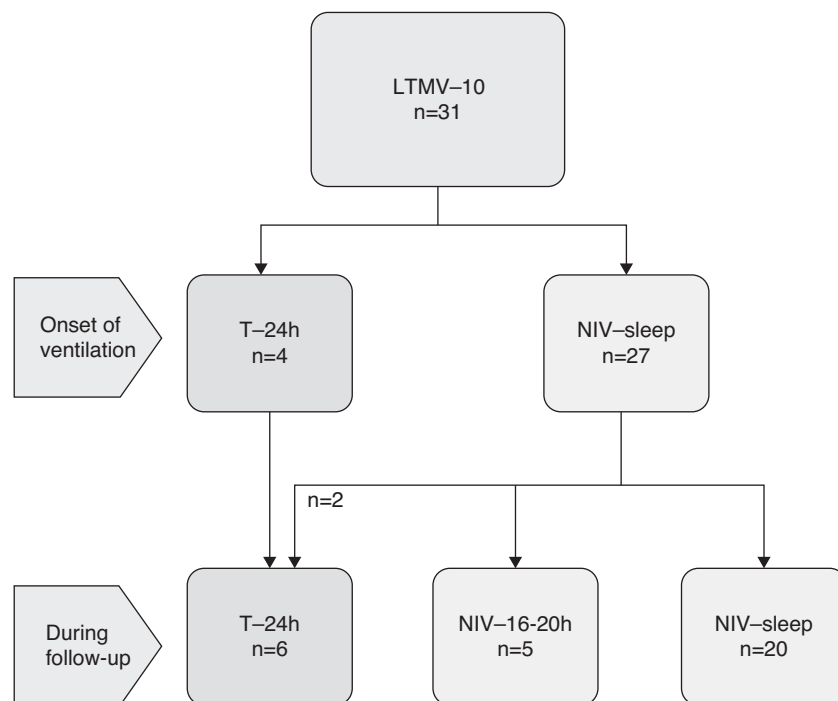 LTMV–10
n=31
Onset of
ventilation
T–24h
n=4
NIV–sleep
n=27
n=2
During
follow-up
T–24h
n=6
NIV–16-20h
n=5
NIV–sleep
n=20